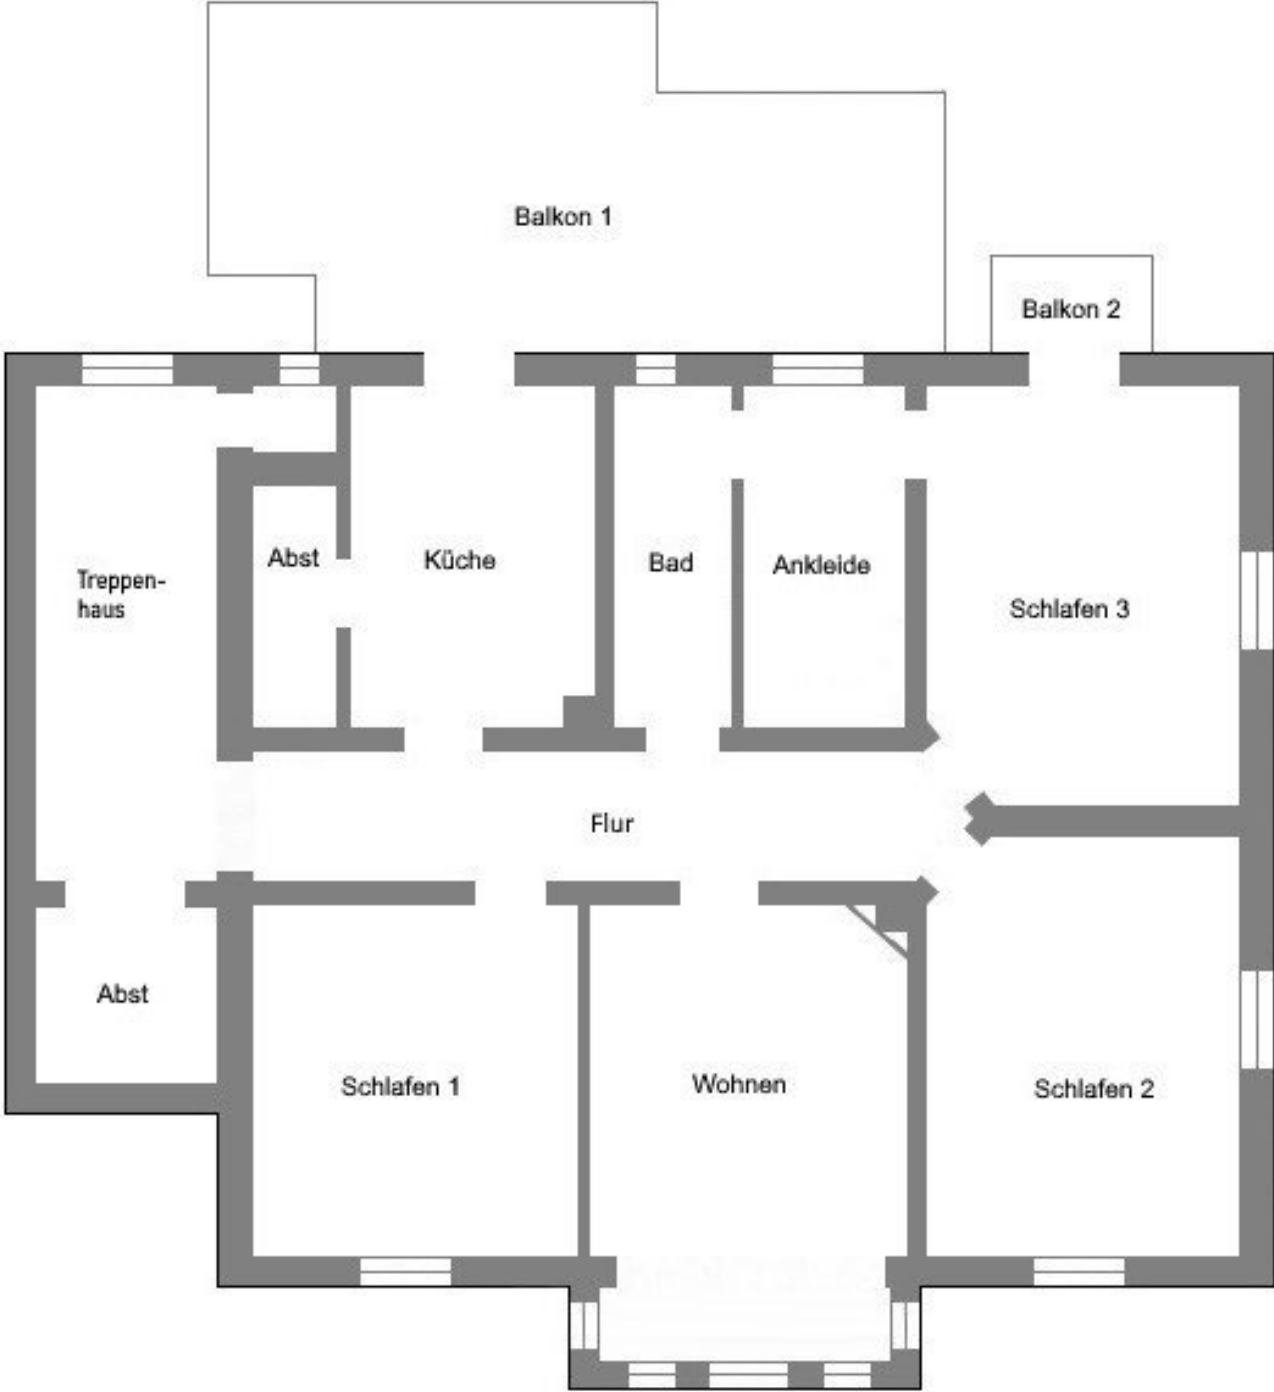 Balkon 1
Balkon 2
Abst
Küche
Bad
Ankleide
Treppen-
haus
Schlafen 3
Flur
Abst
Schlafen 1
Wohnen
Schlafen 2